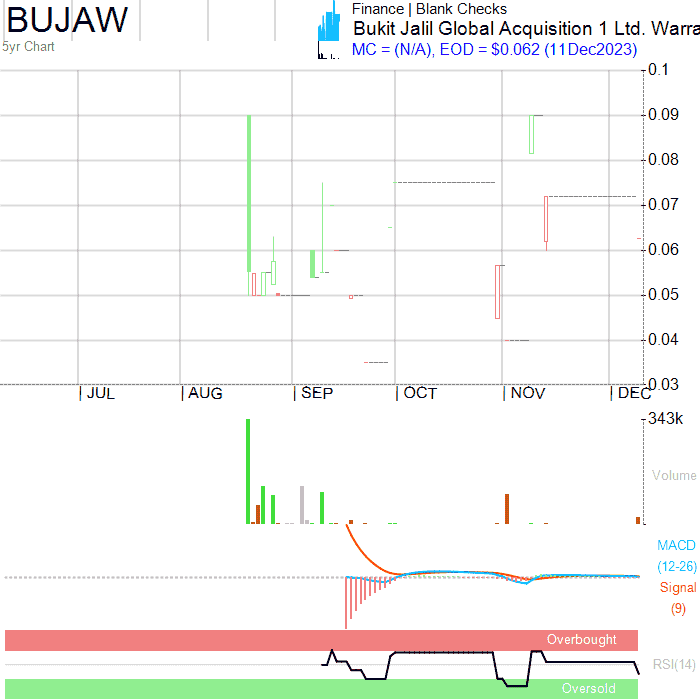 BUJAW
5yr Chart
Finance | Blank Checks
Bukit Jalil Global Acquisition 1 Ltd. Warra
MC = (N/A), EOD = $0.062 (11Dec2023)
0.1
0.09
0.08
0.07
0.06
0.05
0.04
0.03
JUL
AUG
SEP
OCT
NOV
DEC
343k
Volume
MACD
(12-26)
Signal
(9)
Overbought
RSI(14)
Oversold